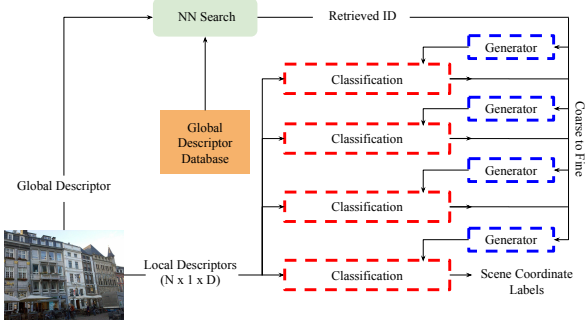 NN Search
Retrieved ID
Generator
Classification
Generator
Global
Descriptor
Database
Classification
Coarse to Fine
Generator
Global Descriptor
Classification
Generator
Local Descriptors
(N x 1 x D)
Classification
Scene Coordinate
Labels